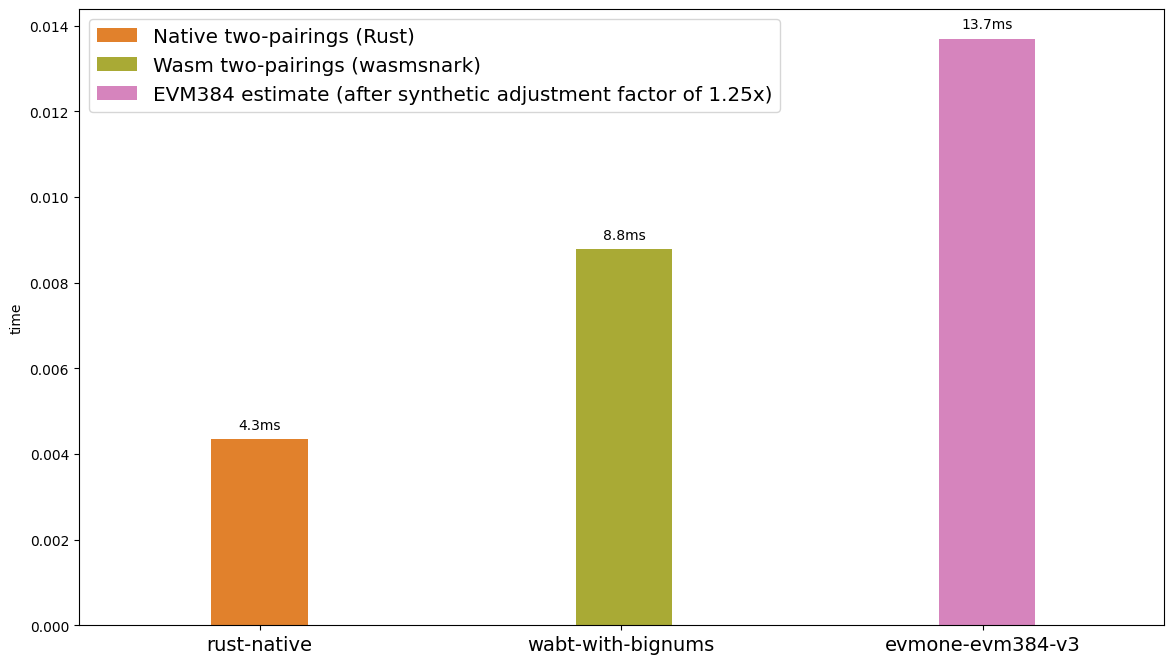 Native two-pairings (Rust)
Wasm two-pairings (wasmsnark)
EVM384 estimate (after synthetic adjustment factor of 1.25x)
13.7ms
8.8ms
4.3ms
0.014
0.012
0.010
0.008
0.006
0.004
0.002
0.000
time
rust-native
wabt-with-bignums
evmone-evm384-v3